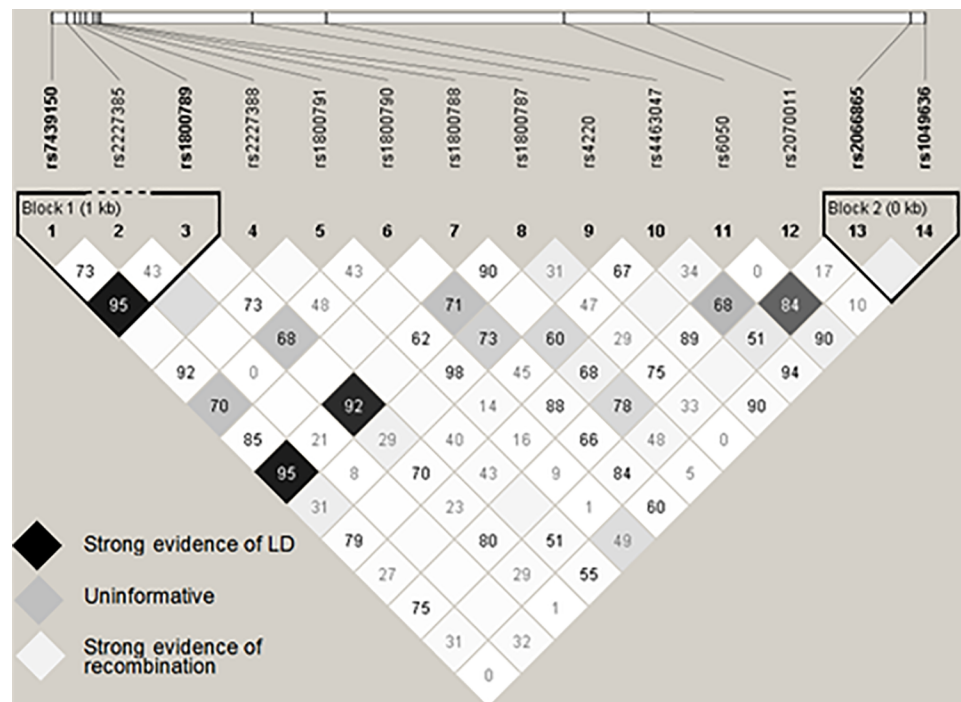 rs7439150 rs2227385 rs1800789 rs2227388 rs1800791 rs1800790 rs1800788 rs1800787 rs4220 rs4463047 rs6050 rs2070011 rs2066865 rs1049636
Block 1 (1 kb) Block 2 (0 kb)
1 2 3 4 5 6 7 8 9 10 11 12 13 14
73 43 43 90 31 67 34 0 17
95 73 48 71 47 68 84 10
68 62 73 60 29 89 51 90
92 0 98 45 68 75 94
70 92 14 88 78 33 90
85 21 29 40 16 66 48 0
95 8 70 43 9 84 5
31 23 1 60
79 80 51 49
27 29 55
75 1
31 32
0
Strong evidence of LD
Uninformative
Strong evidence of
recombination